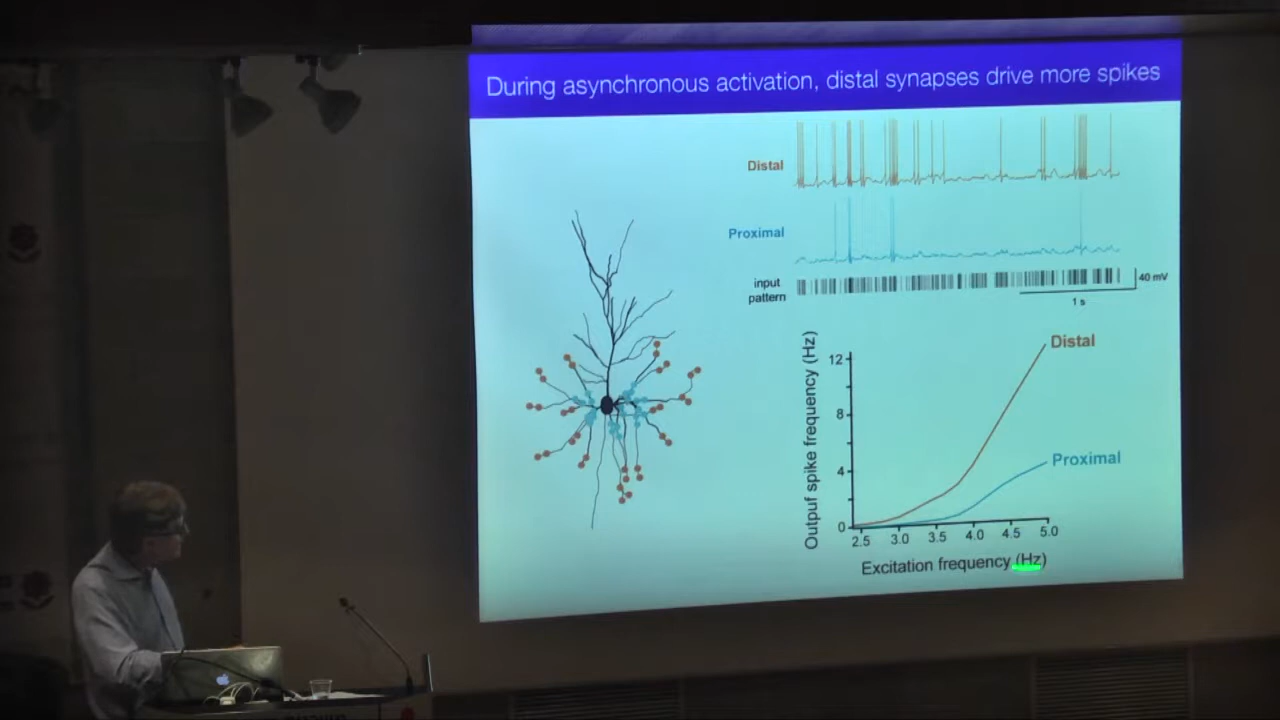 During asynchronous activation, distal synapses drive more spikes
Distal
Proximal
input
pattern
40 mV
1 s
Output spike frequency (Hz)
12
8
4
0
2.5 3.0 3.5 4.0 4.5 5.0
Distal
Proximal
Excitation frequency (Hz)